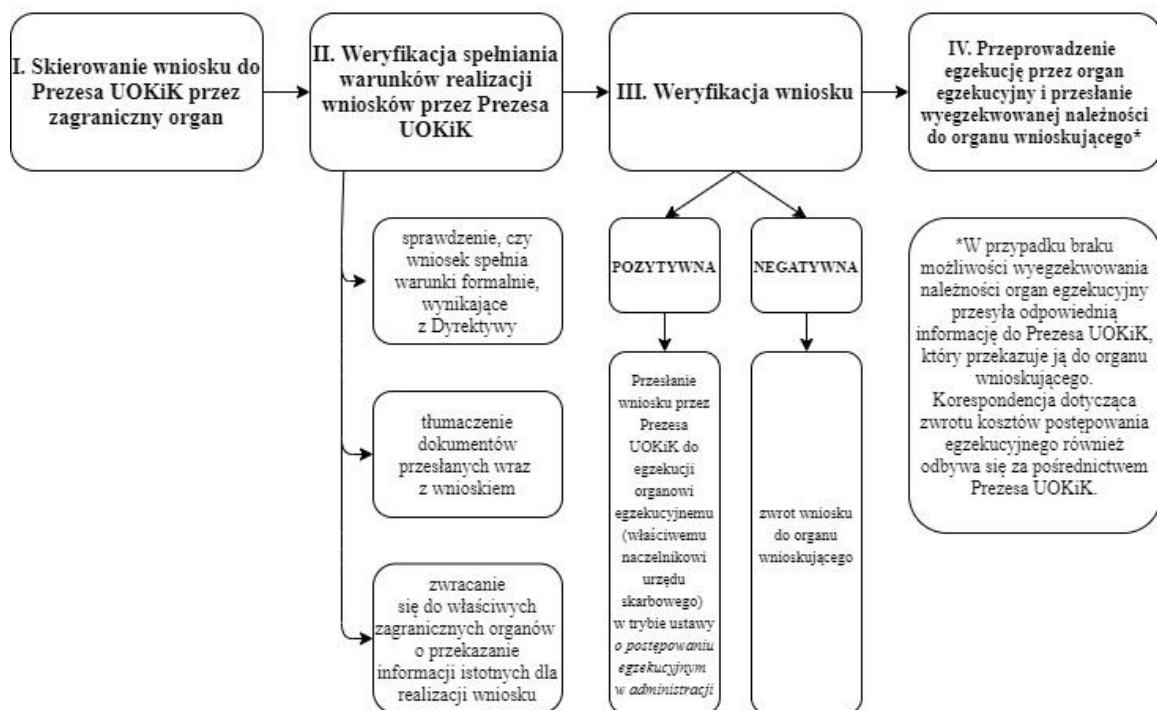 I. Skierowanie wniosku do
Prezesa UOKiK przez
zagraniczny organ
II. Weryfikacja spełniania
warunków realizacji
wniosków przez Prezesa
UOKiK
III. Weryfikacja wniosku
IV. Przeprowadzenie
egzekucję przez organ
egzekucyjny i przesłanie
wyegzekwowanej należności
do organu wnioskującego*
sprawdzenie, czy
wniosek spełnia
warunki formalnie,
wynikające
z Dyrektywy
tłumaczenie
dokumentów
przesłanych wraz
z wnioskiem
zwracanie
się do właściwych
zagranicznych organów
o przekazanie
informacji istotnych dla
realizacji wniosku
POZYTYWNA
NEGATYWNA
Przesłanie
wniosku przez
Prezesa
UOKiK do
egzekucji
organowi
egzekucyjnemu
(właściwemu
naczelnikowi
urzędu
skarbowego)
w trybie ustawy
o postępowaniu
egzekucyjnym
w administracji
zwrot wniosku
do organu
wnioskującego
*W przypadku braku
możliwości wyegzekwowania
należności organ egzekucyjny
przesyła odpowiednią
informację do Prezesa UOKiK,
który przekazuje ją do organu
wnioskującego.
Korespondencja dotycząca
zwrotu kosztów postępowania
egzekucyjnego również
odbywa się za pośrednictwem
Prezesa UOKiK.